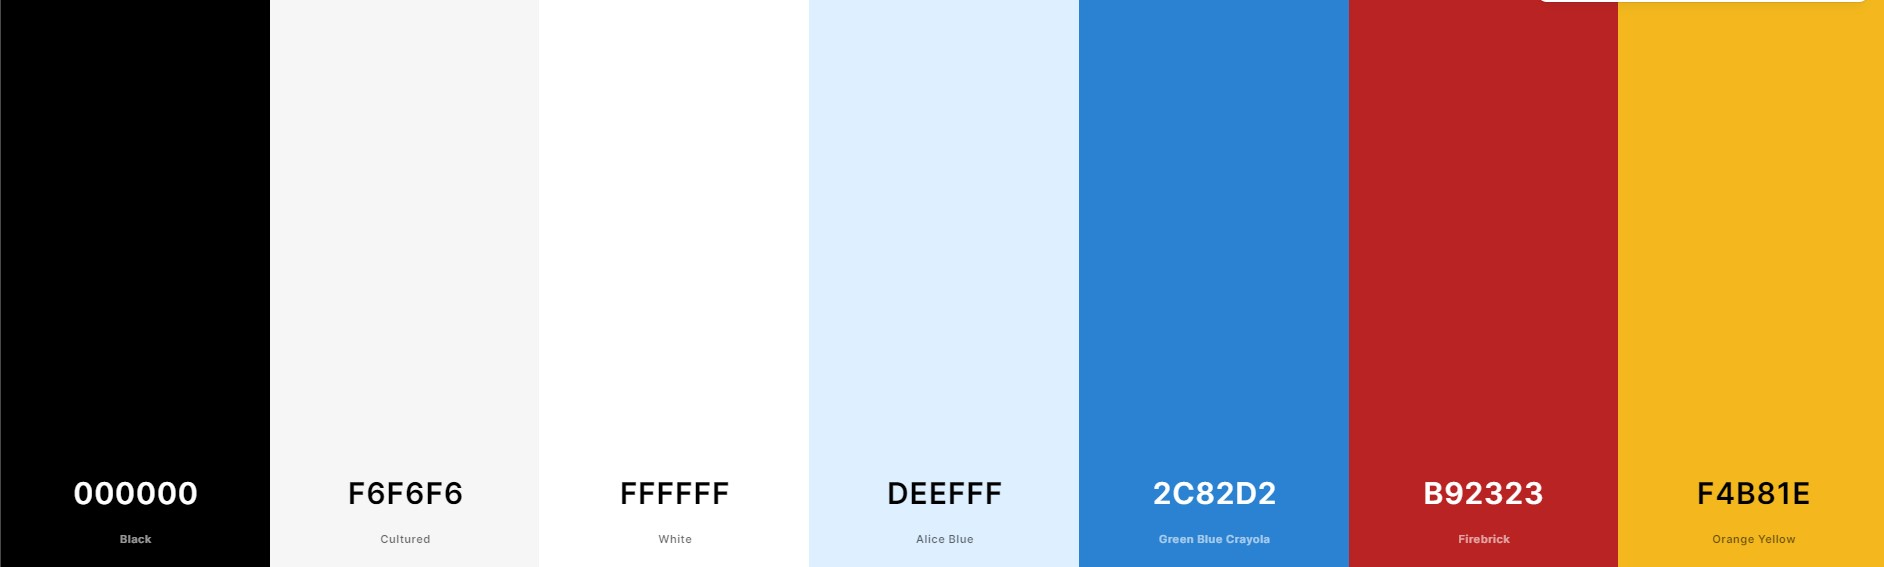 000000
Black
F6F6F6
Cultured
FFFFFF
White
DEEFFF
Alice Blue
2C82D2
Green Blue Crayola
B92323
Firebrick
F4B81E
Orange Yellow